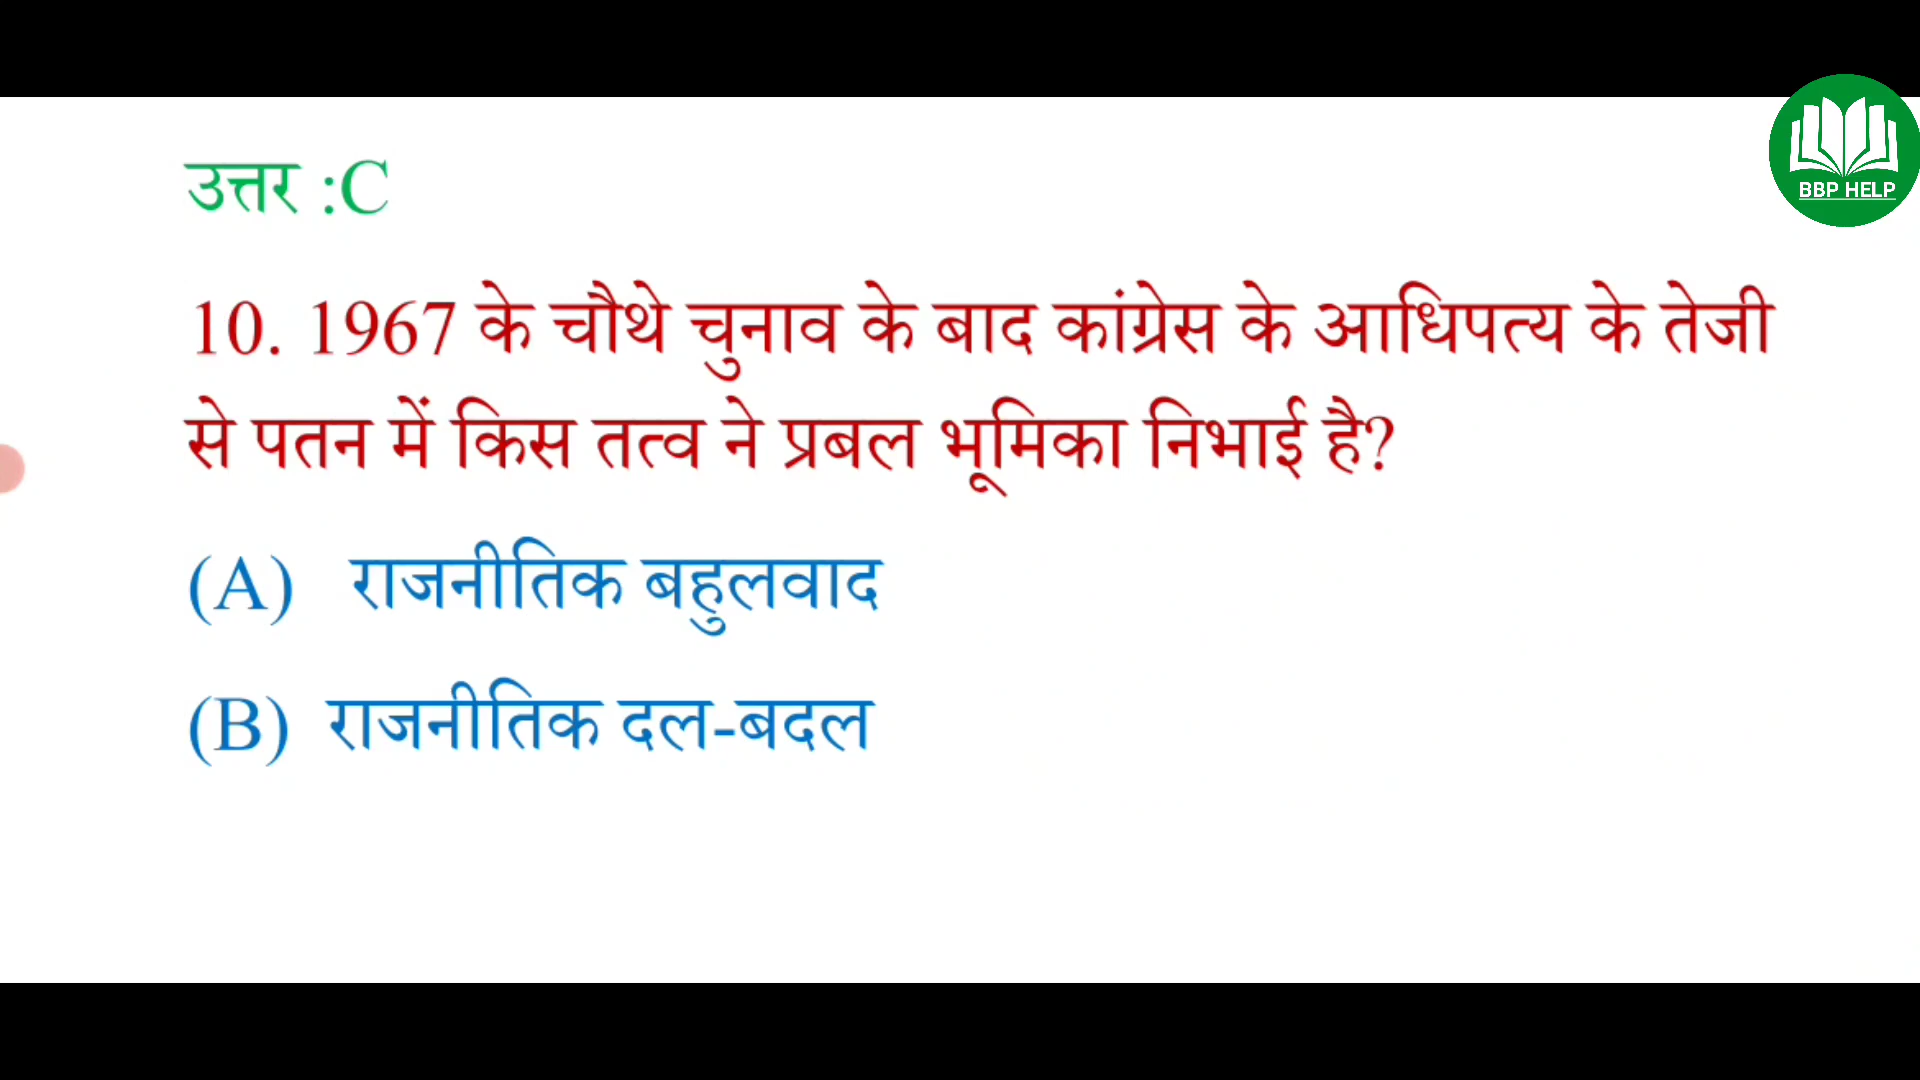 उत्तर :C
BBP HELP
10. 1967 के चौथे चुनाव के बाद कांग्रेस के आधिपत्य के तेजी
से पतन में किस तत्व ने प्रबल भूमिका निभाई है?
(A) राजनीतिक बहुलवाद
(B) राजनीतिक दल-बदल